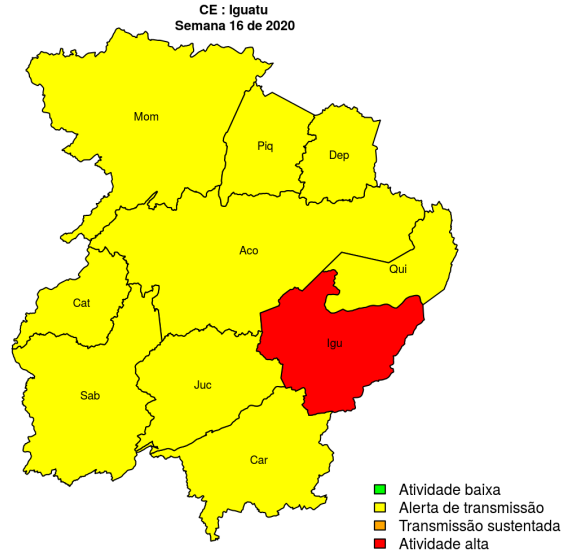 CE : Iguatu
Semana 16 de 2020
Mom
Piq
Dep
Aco
Qui
Cat
Igu
Juc
Sab
Car
Atividade baixa
Alerta de transmissão
Transmissão sustentada
Atividade alta